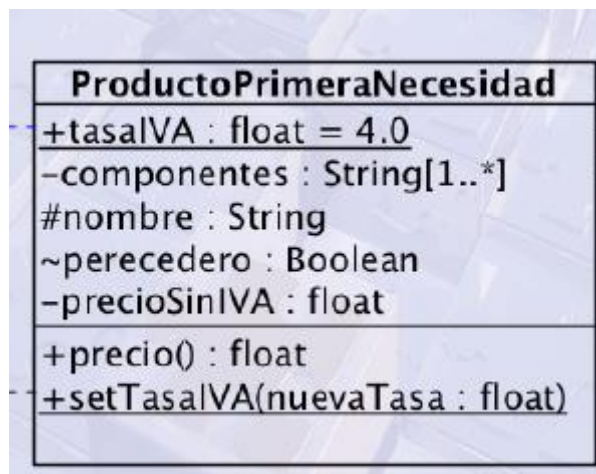 ProductoPrimeraNecesidad
+tasaIVA : float = 4.0
-componentes : String[1..*]
#nombre : String
~perecedero : Boolean
-precioSinIVA : float
+precio() : float
+setTasaIVA(nuevaTasa : float)